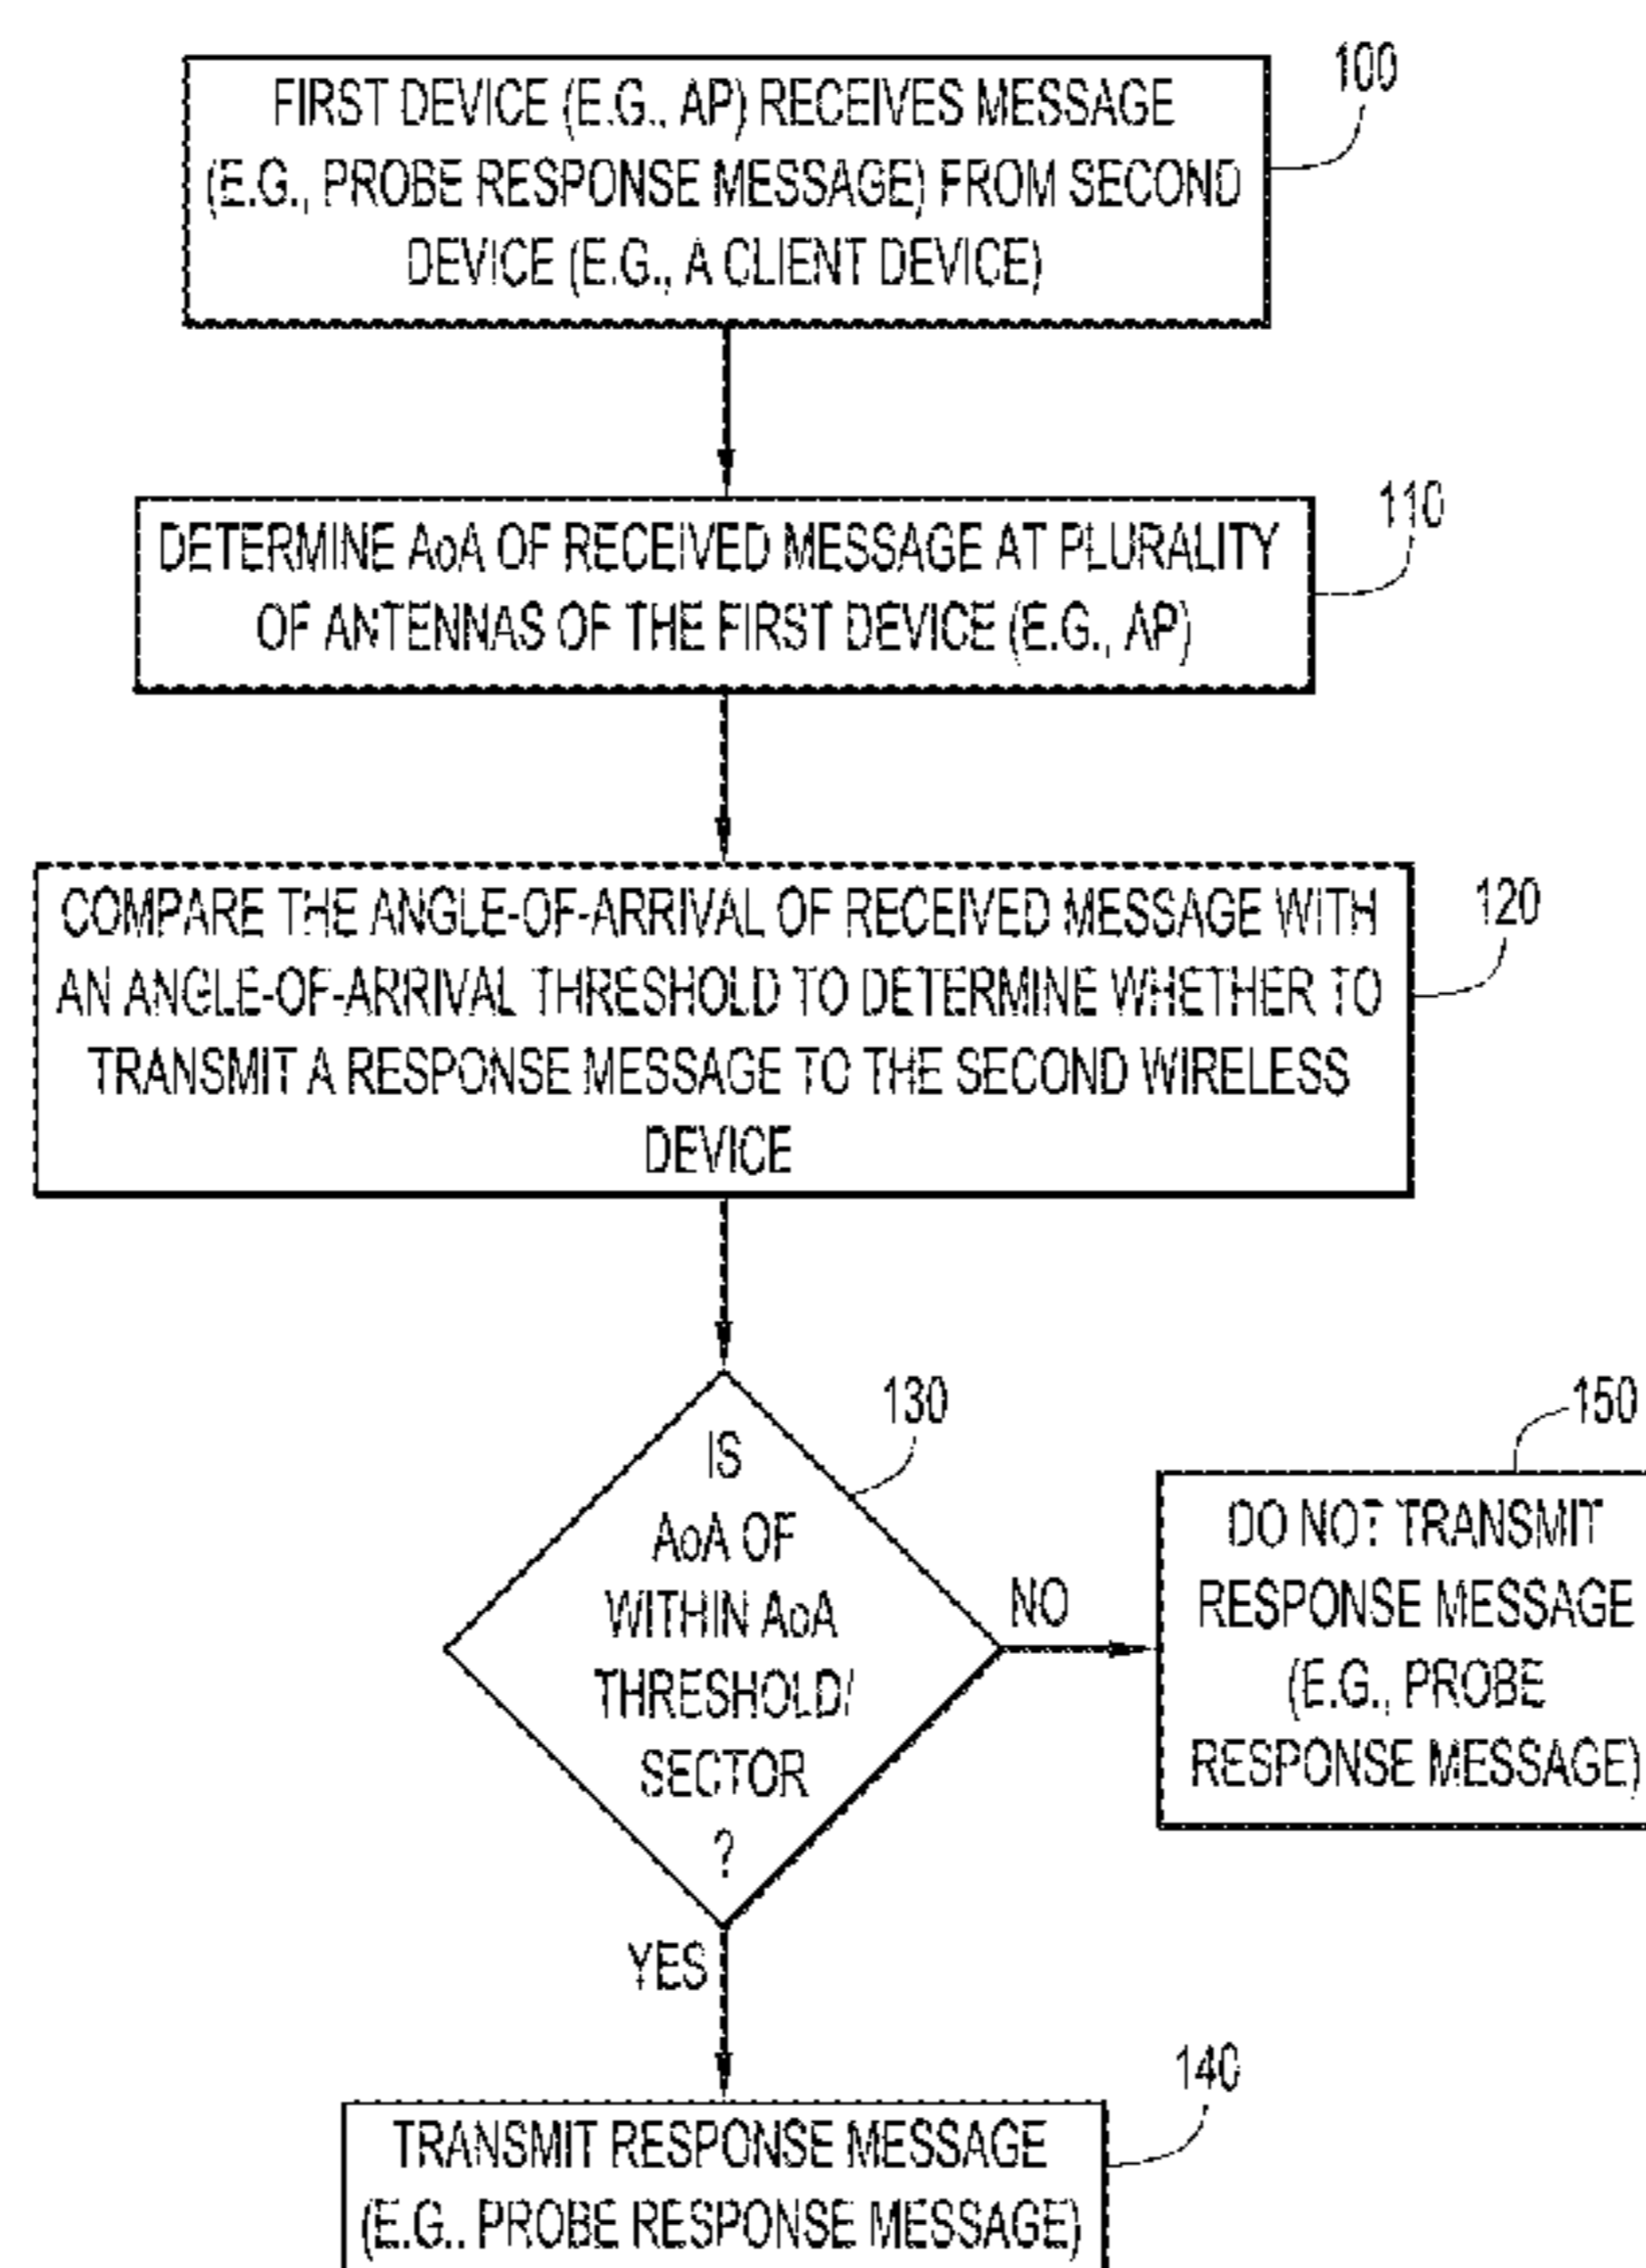 100
FIRST DEVICE (E.G., AP) RECEIVES MESSAGE
(E.G., PROBE RESPONSE MESSAGE) FROM SECOND
DEVICE (E.G., A CLIENT DEVICE)
110
DETERMINE AoA OF RECEIVED MESSAGE AT PLURALITY
OF ANTENNAS OF THE FIRST DEVICE (E.G., AP)
120
COMPARE THE ANGLE-OF-ARRIVAL OF RECEIVED MESSAGE WITH
AN ANGLE-OF-ARRIVAL THRESHOLD TO DETERMINE WHETHER TO
TRANSMIT A RESPONSE MESSAGE TO THE SECOND WIRELESS
DEVICE
130
IS
AoA OF
WITHIN AoA
THRESHOLD/
SECTOR
?
NO
150
DO NOT TRANSMIT
RESPONSE MESSAGE
(E.G., PROBE
RESPONSE MESSAGE)
YES
140
TRANSMIT RESPONSE MESSAGE
(E.G.. PROBE RESPONSE MESSAGE)